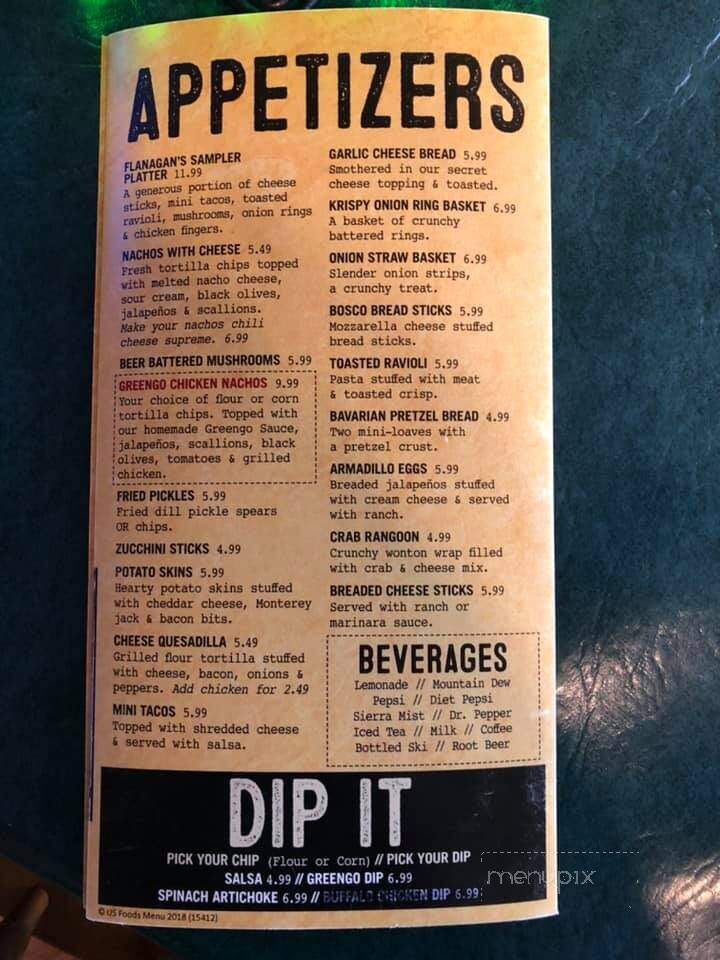 APPETIZERS
FLANAGAN'S SAMPLER
PLATTER 11.99
A generous portion of cheese
sticks, mini tacos, toasted
ravioli, mushrooms, onion rings
& chicken fingers.
NACHOS WITH CHEESE 5.49
Fresh tortilla chips topped
with melted nacho cheese,
sour cream, black olives,
jalapeños & scallions.
Make your nachos chili
cheese supreme. 6.99
BEER BATTERED MUSHROOMS 5.99
GREENGO CHICKEN NACHOS 9.99
Your choice of flour or corn
tortilla chips. Topped with
our homemade Greengo Sauce,
jalapeños, scallions, black
olives, tomatoes & grilled
chicken.
FRIED PICKLES 5.99
Fried dill pickle spears
OR chips.
ZUCCHINI STICKS 4.99
POTATO SKINS 5.99
Hearty potato skins stuffed
with cheddar cheese, Monterey
jack & bacon bits.
CHEESE QUESADILLA 5.49
Grilled flour tortilla stuffed
with cheese, bacon, onions &
peppers. Add chicken for 2.49
MINI TACOS 5.99
Topped with shredded cheese
& served with salsa.
GARLIC CHEESE BREAD 5.99
Smothered in our secret
cheese topping & toasted.
KRISPY ONION RING BASKET 6.99
A basket of crunchy
battered rings.
ONION STRAW BASKET 6.99
Slender onion strips,
a crunchy treat.
BOSCO BREAD STICKS 5.99
Mozzarella cheese stuffed
bread sticks.
TOASTED RAVIOLI 5.99
Pasta stuffed with meat
& toasted crisp.
BAVARIAN PRETZEL BREAD 4.99
Two mini-loaves with
a pretzel crust.
ARMADILLO EGGS 5.99
Breaded jalapeños stuffed
with cream cheese & served
with ranch.
CRAB RANGOON 4.99
Crunchy wonton wrap filled
with crab & cheese mix.
BREADED CHEESE STICKS 5.99
Served with ranch or
marinara sauce.
BEVERAGES
Lemonade // Mountain Dew
Pepsi // Diet Pepsi
Sierra Mist // Dr. Pepper
Iced Tea // Milk // Coffee
Bottled Ski // Root Beer
DIP IT
PICK YOUR CHIP (Flour or Corn) // PICK YOUR DIP
SALSA 4.99 // GREENGO DIP 6.99
SPINACH ARTICHOKE 6.99 // BUFFALO CHICKEN DIP 6.99
menupix
© US Foods Menu 2018 (15412)